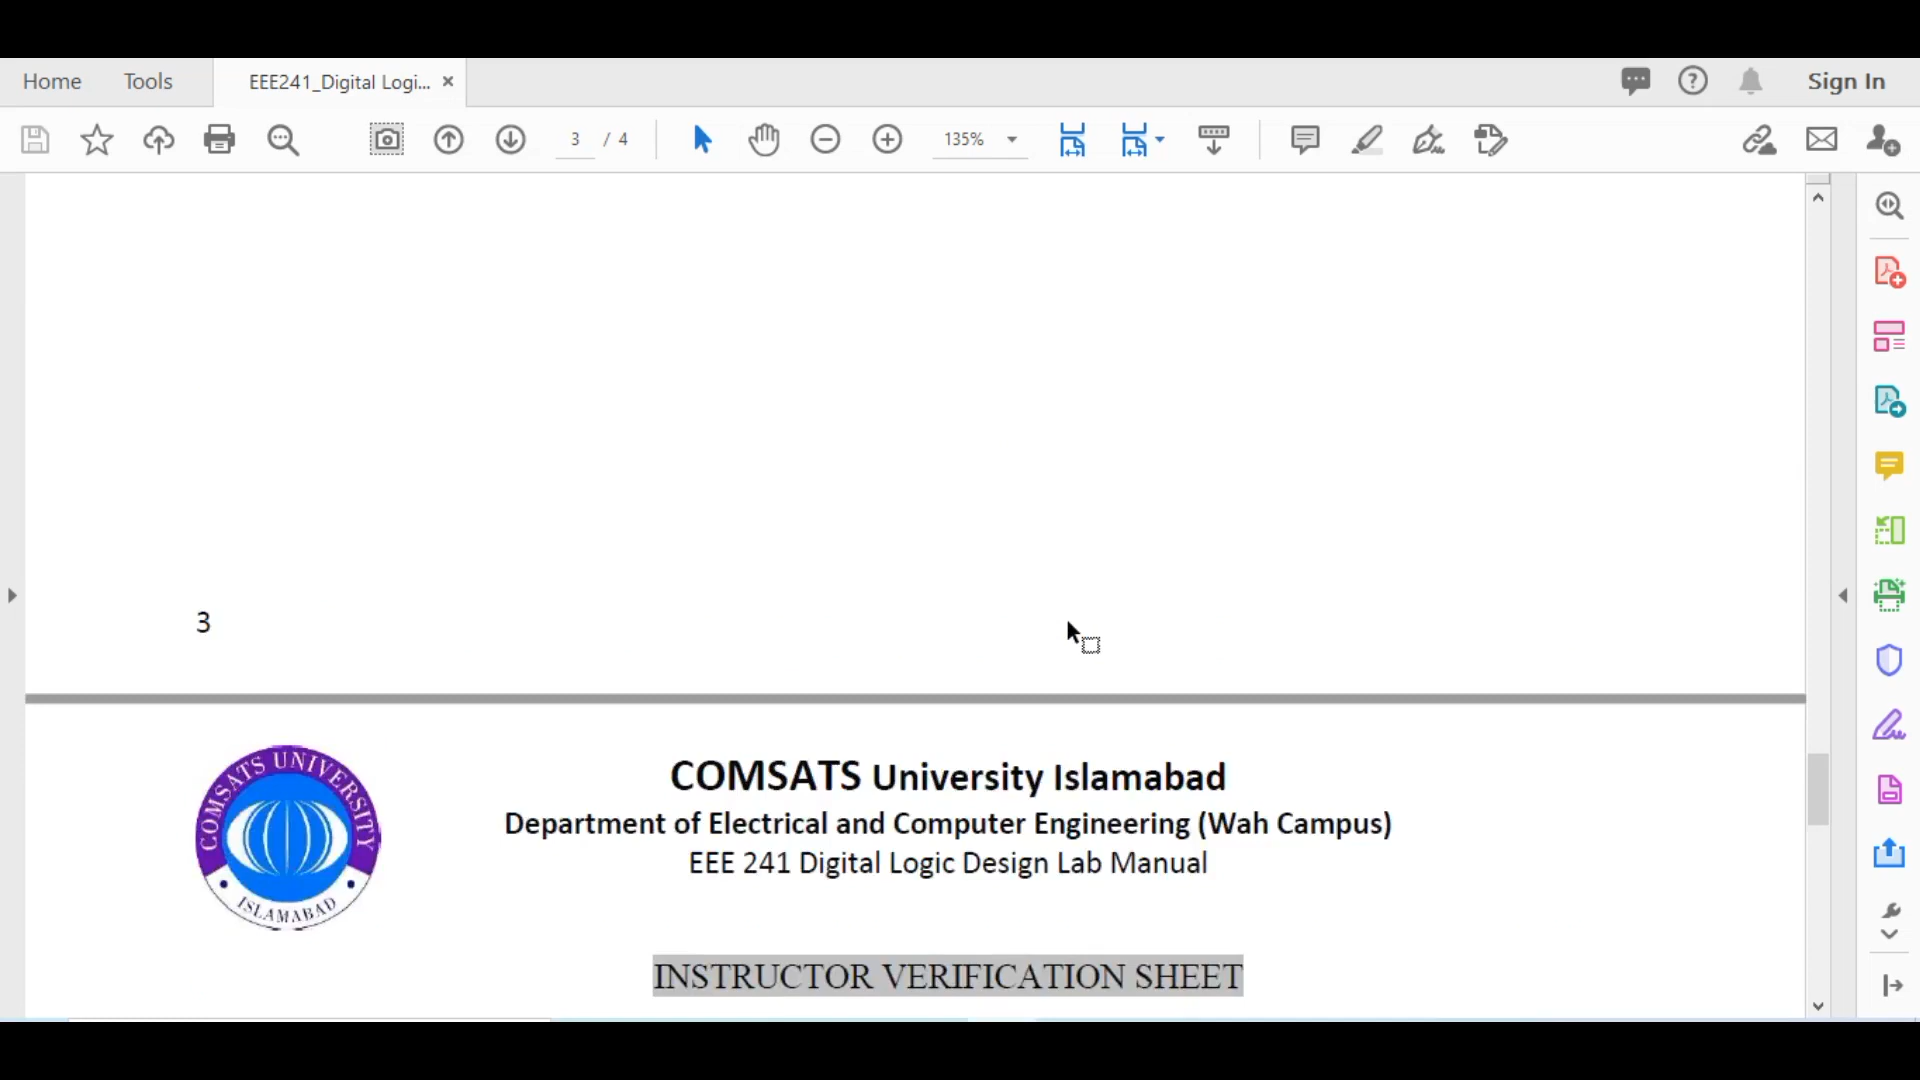 Home Tools EEE241_Digital Logi... × Sign In
3 / 4 135%
3
COMSATS UNIVERSITY
ISLAMABAD
COMSATS University Islamabad
Department of Electrical and Computer Engineering (Wah Campus)
EEE 241 Digital Logic Design Lab Manual
INSTRUCTOR VERIFICATION SHEET